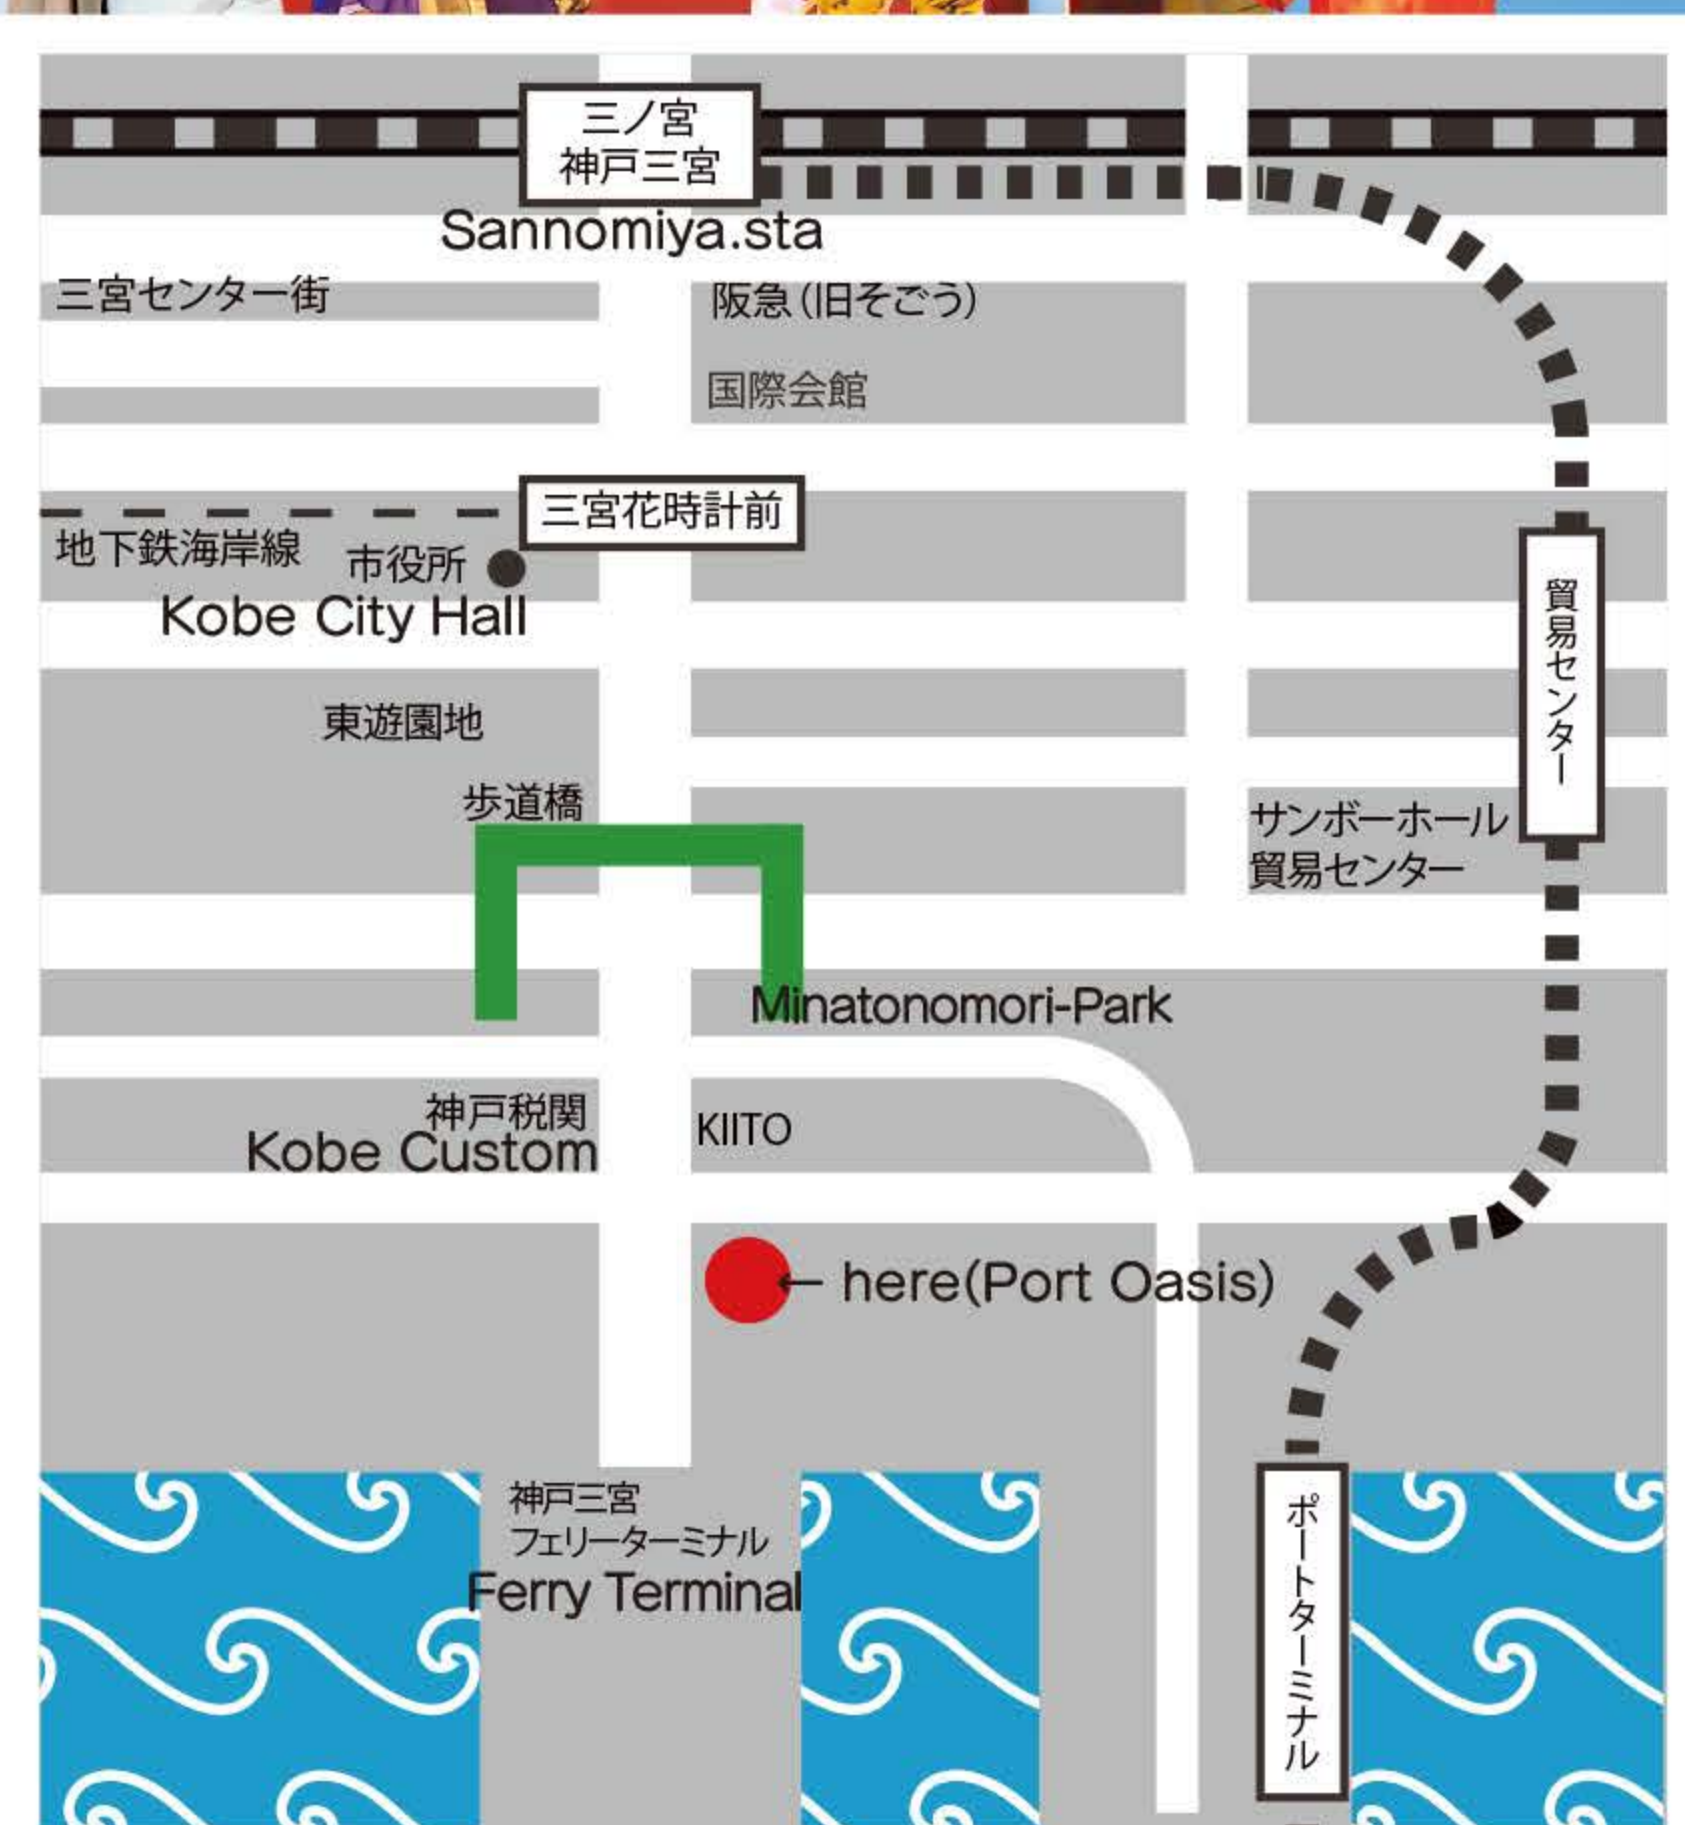 三ノ宮
神戸三宮
Sannomiya.sta
三宮センター街
阪急（旧そごう）
国際会館
三宮花時計前
地下鉄海岸線
市役所
Kobe City Hall
貿易センター
東遊園地
歩道橋
サンボーホール
貿易センター
Minatonomori-Park
神戸税関
Kobe Custom
KIITO
← here(Port Oasis)
神戸三宮
フェリーターミナル
Ferry Terminal
ポートターミナル